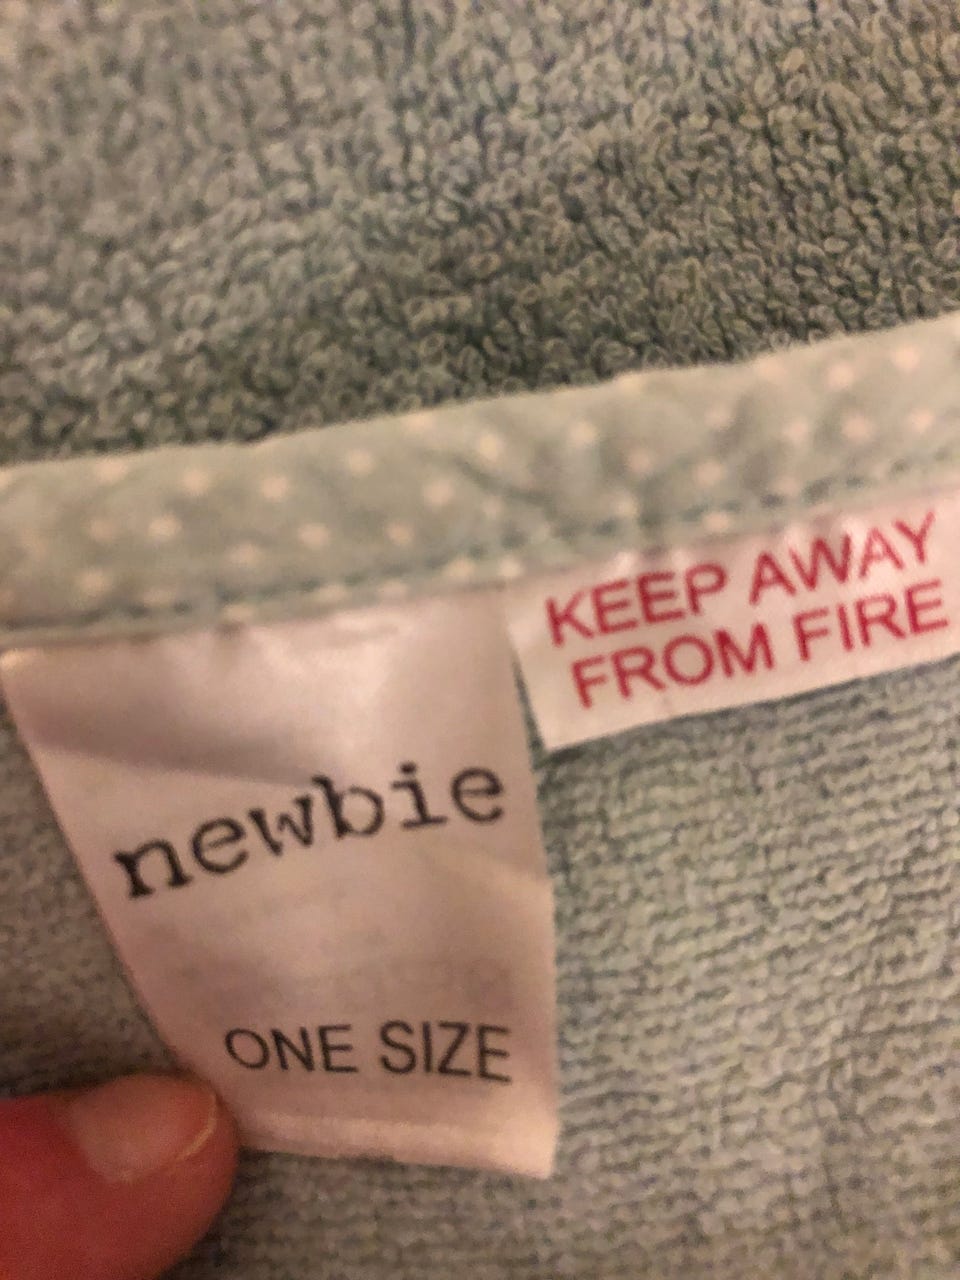 KEEP AWAY
FROM FIRE
newbie
ONE SIZE